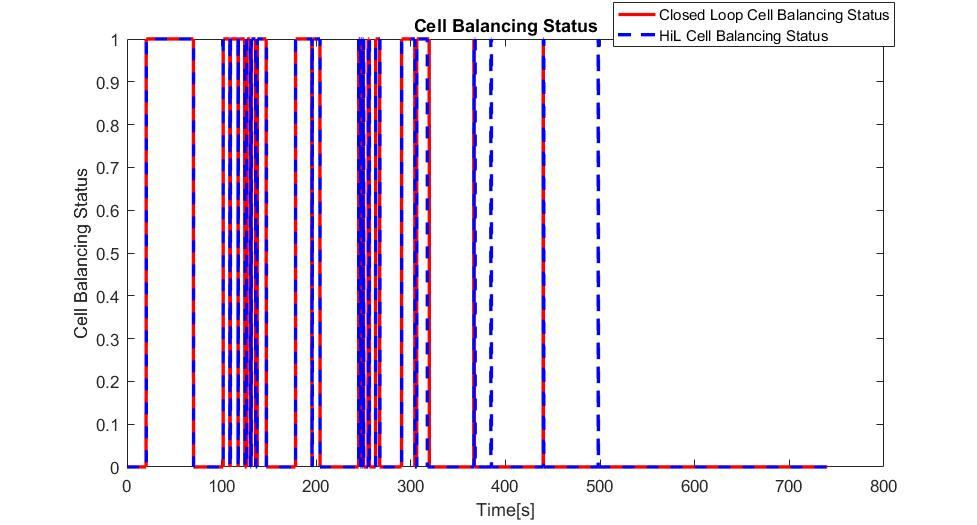 Cell Balancing Status
Closed Loop Cell Balancing Status
HiL Cell Balancing Status
1
0.9
0.8
0.7
0.6
0.5
0.4
0.3
0.2
0.1
0
Cell Balancing Status
0 100 200 300 400 500 600 700 800
Time[s]